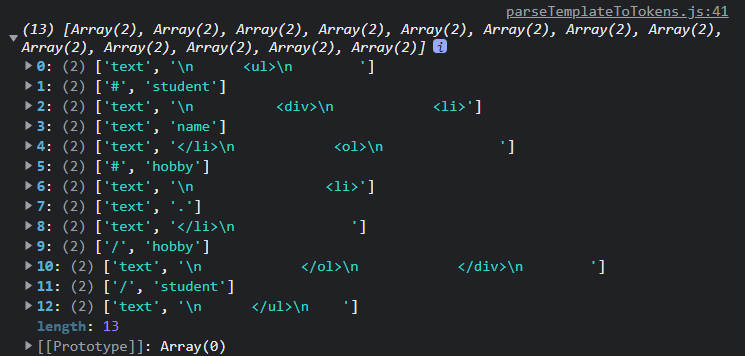 parseTemplateToTokens.js:41
(13) [Array(2), Array(2), Array(2), Array(2), Array(2), Array(2), Array(2), Array(2),
Array(2), Array(2), Array(2), Array(2), Array(2)] i
0: (2) ['text', '\n      <ul>\n        ']
1: (2) ['#', 'student']
2: (2) ['text', '\n          <div>\n            <li>']
3: (2) ['text', 'name']
4: (2) ['text', '</li>\n            <ol>\n              ']
5: (2) ['#', 'hobby']
6: (2) ['text', '\n                <li>']
7: (2) ['text', '.']
8: (2) ['text', '</li>\n              ']
9: (2) ['/', 'hobby']
10: (2) ['text', '\n            </ol>\n            </div>\n        ']
11: (2) ['/', 'student']
12: (2) ['text', '\n      </ul>\n    ']
length: 13
[[Prototype]]: Array(0)